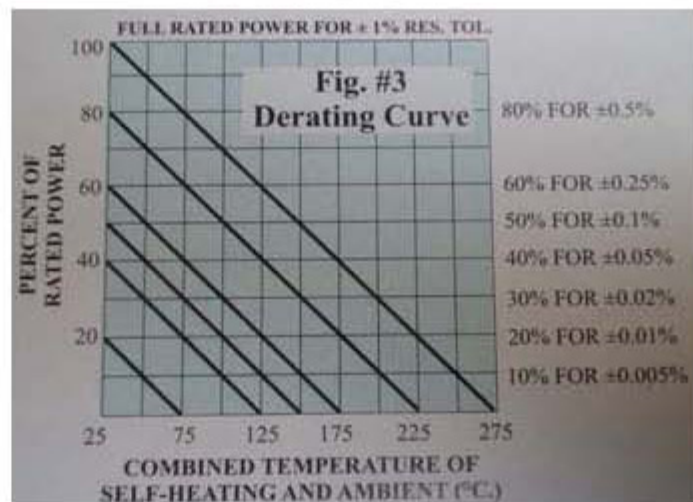 FULL RATED POWER FOR ± 1% RES. TOL.
Fig. #3
Derating Curve
PERCENT OF
RATED POWER
100
80
60
40
20
80% FOR ±0.5%
60% FOR ±0.25%
50% FOR ±0.1%
40% FOR ±0.05%
30% FOR ±0.02%
20% FOR ±0.01%
10% FOR ±0.005%
25 75 125 175 225 275
COMBINED TEMPERATURE OF
SELF-HEATING AND AMBIENT (°C.)